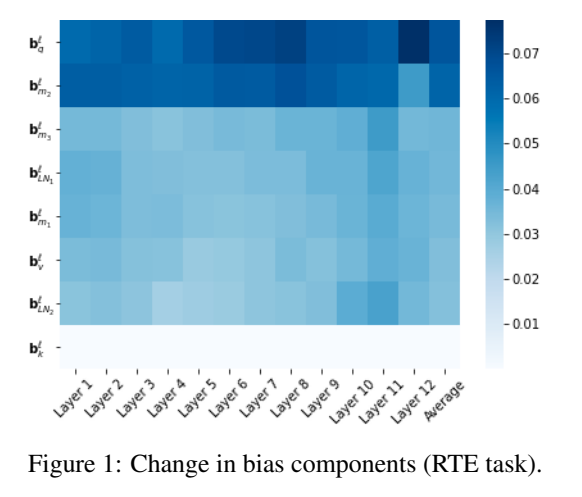 b^ℓ_q
b^ℓ_{m_2}
b^ℓ_{m_3}
b^ℓ_{LN_1}
b^ℓ_{m_1}
b^ℓ_v
b^ℓ_{LN_2}
b^ℓ_k
0.07
0.06
0.05
0.04
0.03
0.02
0.01
Layer 1
Layer 2
Layer 3
Layer 4
Layer 5
Layer 6
Layer 7
Layer 8
Layer 9
Layer 10
Layer 11
Layer 12
Average
Figure 1: Change in bias components (RTE task).